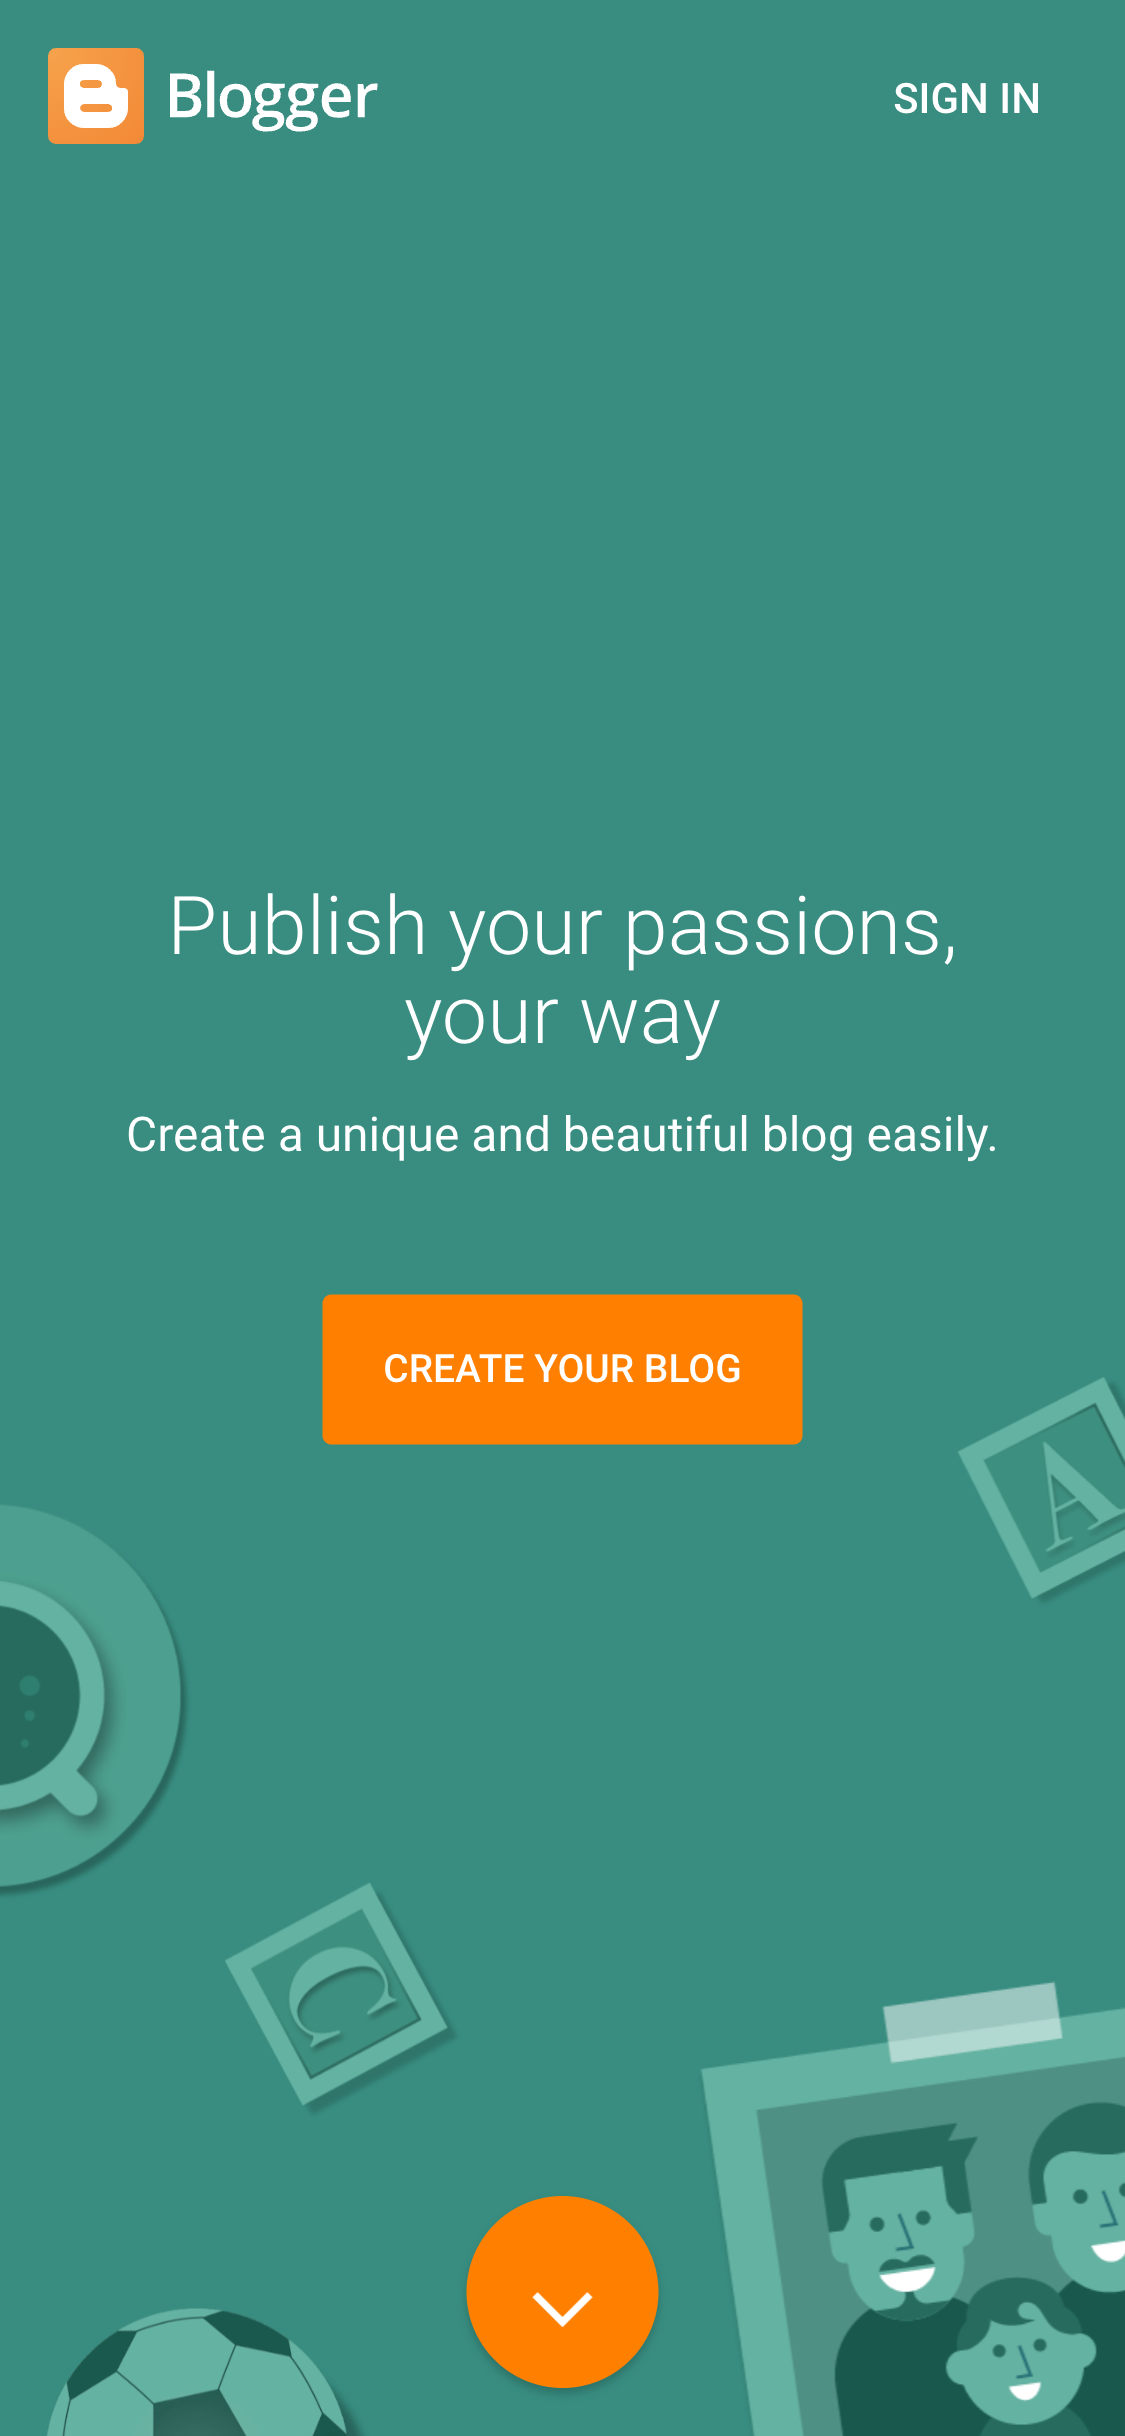 Blogger
SIGN IN
Publish your passions,
your way
Create a unique and beautiful blog easily.
CREATE YOUR BLOG
A
C